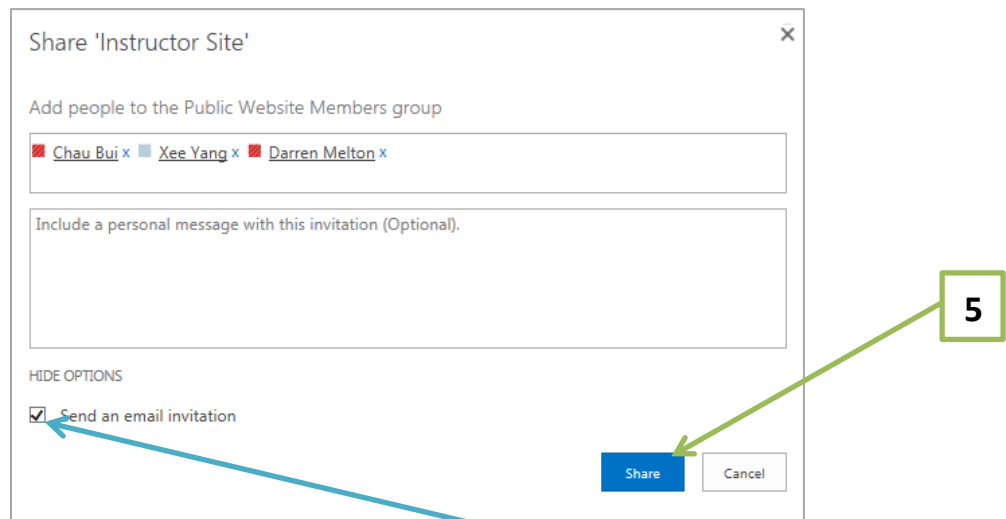 Share 'Instructor Site'
Add people to the Public Website Members group
Chau Bui x Xee Yang x Darren Melton x
Include a personal message with this invitation (Optional).
5
HIDE OPTIONS
Send an email invitation
Share Cancel